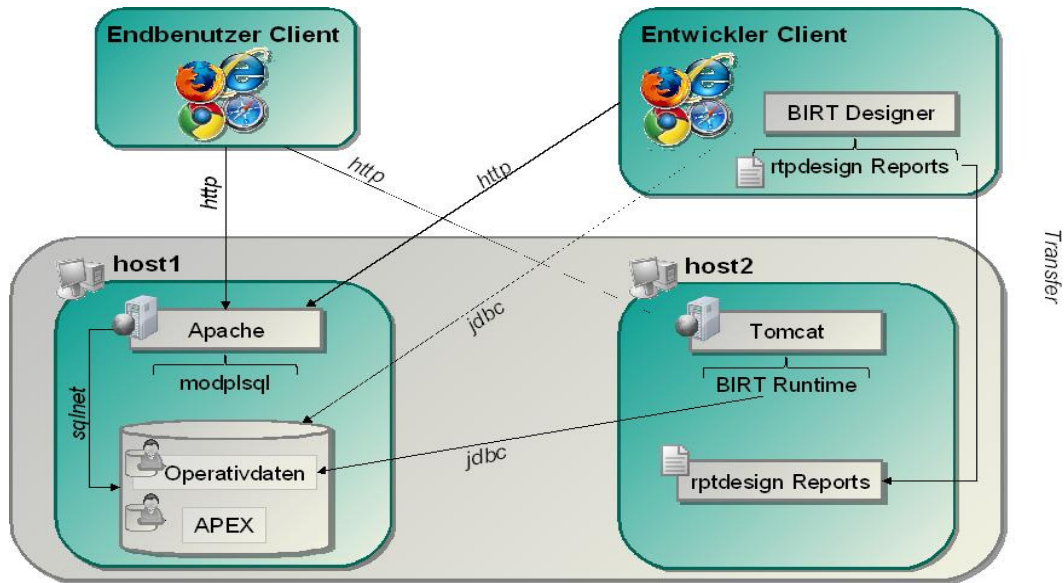 Endbenutzer Client
Entwickler Client
BIRT Designer
rtpdesign Reports
http
http
http
Transfer
host1
host2
Apache
modplsql
jdbc
Tomcat
BIRT Runtime
sqlnet
Operativdaten
jdbc
rptdesign Reports
APEX